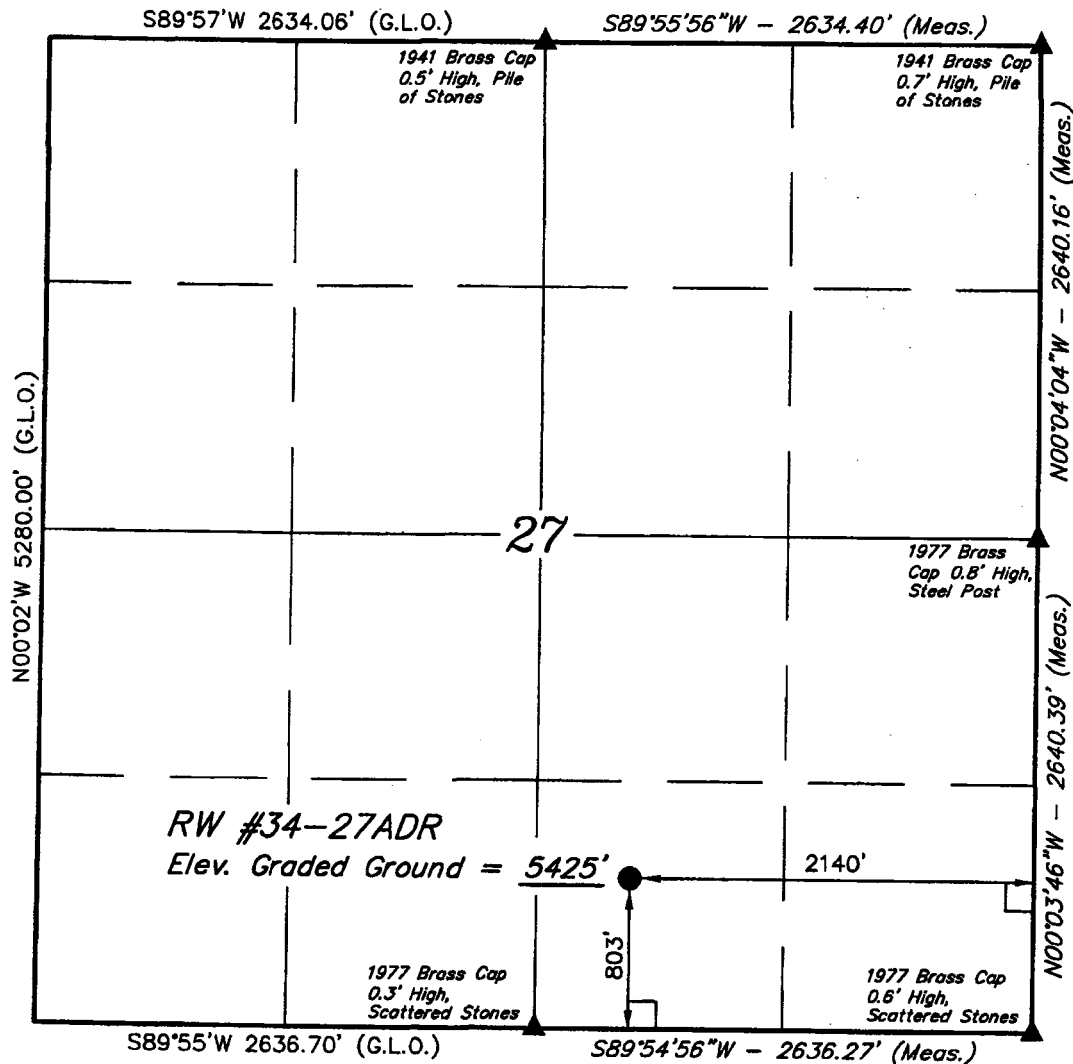 S89°57'W 2634.06' (G.L.O.)
S89°55'56"W - 2634.40' (Meas.)
1941 Brass Cap
0.5' High, Pile
of Stones
1941 Brass Cap
0.7' High, Pile
of Stones
N00°04'04"W - 2640.16' (Meas.)
N00°02'W 5280.00' (G.L.O.)
27
1977 Brass
Cap 0.8' High,
Steel Post
N00°03'46"W - 2640.39' (Meas.)
RW #34-27ADR
Elev. Graded Ground = 5425'
2140'
803'
1977 Brass Cap
0.3' High,
Scattered Stones
1977 Brass Cap
0.6' High,
Scattered Stones
S89°55'W 2636.70' (G.L.O.)
S89°54'56"W - 2636.27' (Meas.)